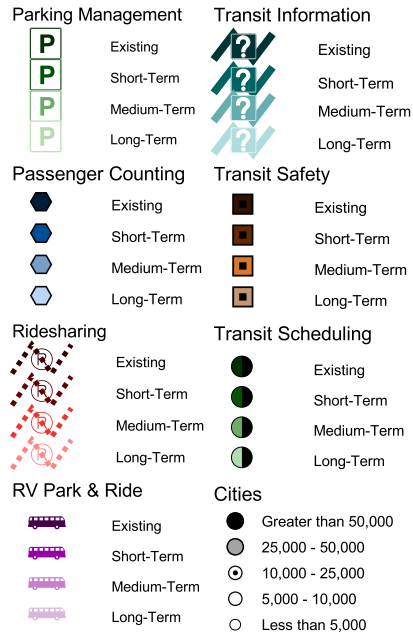 Parking Management
P Existing
P Short-Term
P Medium-Term
P Long-Term
Transit Information
? Existing
? Short-Term
? Medium-Term
? Long-Term
Passenger Counting
Existing
Short-Term
Medium-Term
Long-Term
Transit Safety
Existing
Short-Term
Medium-Term
Long-Term
Ridesharing
R Existing
R Short-Term
R Medium-Term
R Long-Term
Transit Scheduling
Existing
Short-Term
Medium-Term
Long-Term
RV Park & Ride
Existing
Short-Term
Medium-Term
Long-Term
Cities
Greater than 50,000
25,000 - 50,000
10,000 - 25,000
5,000 - 10,000
Less than 5,000